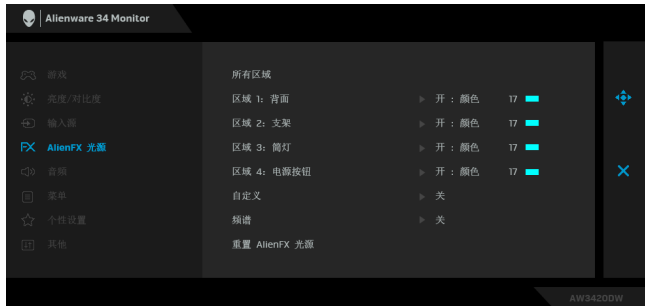 Alienware 34 Monitor
游戏
亮度/对比度
输入源
AlienFX 光源
音频
菜单
个性设置
其他
所有区域
区域 1: 背面 开 : 颜色 17
区域 2: 支架 开 : 颜色 17
区域 3: 筒灯 开 : 颜色 17
区域 4: 电源按钮 开 : 颜色 17
自定义 关
频谱 关
重置 AlienFX 光源
AW3420DW